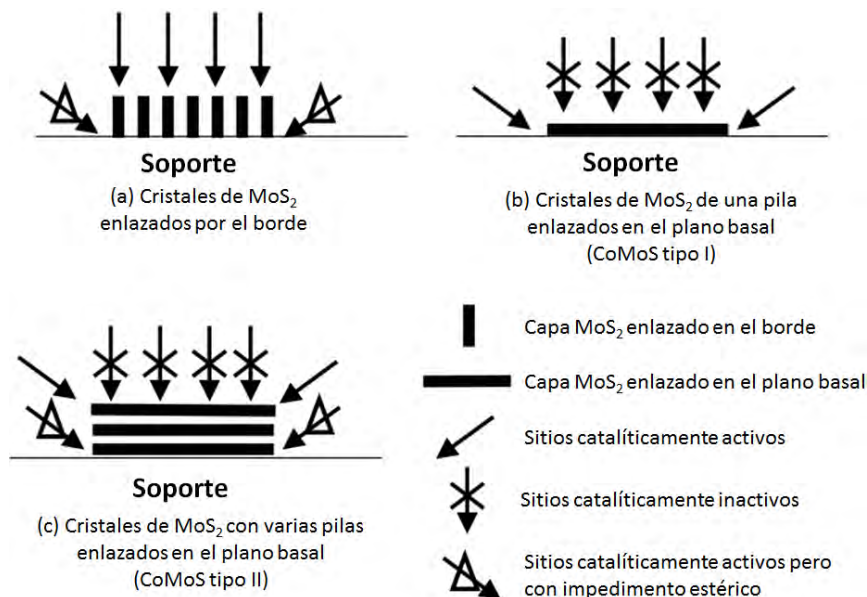 Soporte
(a) Cristales de MoS₂
enlazados por el borde
Soporte
(b) Cristales de MoS₂ de una pila
enlazados en el plano basal
(CoMoS tipo I)
Soporte
(c) Cristales de MoS₂ con varias pilas
enlazados en el plano basal
(CoMoS tipo II)
Capa MoS₂ enlazado en el borde
Capa MoS₂ enlazado en el plano basal
Sitios catalíticamente activos
Sitios catalíticamente inactivos
Sitios catalíticamente activos pero
con impedimento estérico